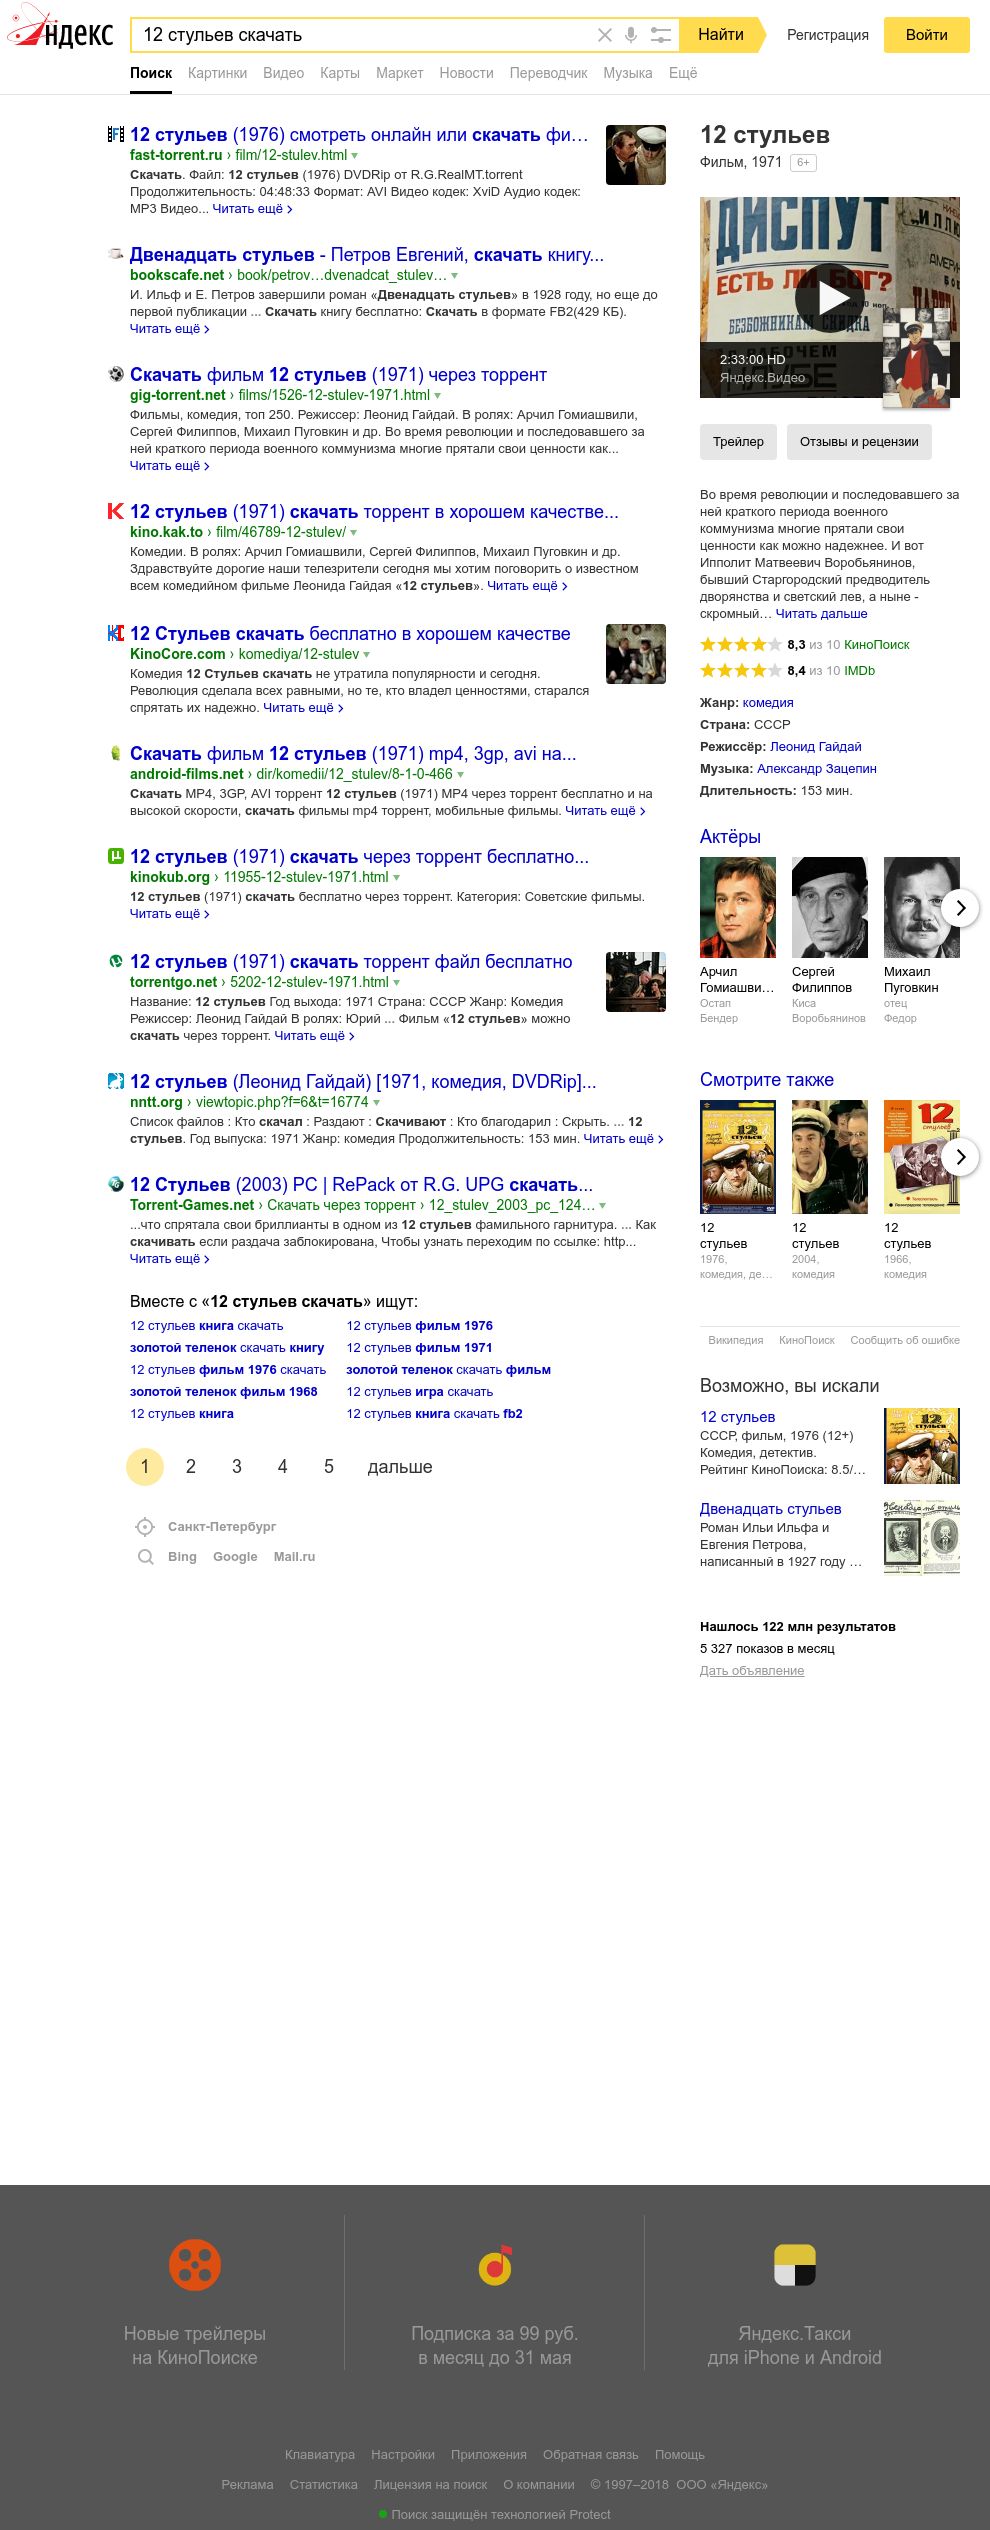 Яндекс
12 стульев скачать
Найти
Регистрация
Войти
Поиск Картинки Видео Карты Маркет Новости Переводчик Музыка Ещё
12 стульев (1976) смотреть онлайн или скачать фи...
fast-torrent.ru › film/12-stulev.html
Скачать. Файл: 12 стульев (1976) DVDRip от R.G.RealMT.torrent
Продолжительность: 04:48:33 Формат: AVI Видео кодек: XviD Аудио кодек:
MP3 Видео... Читать ещё ›
Двенадцать стульев - Петров Евгений, скачать книгу...
bookscafe.net › book/petrov…dvenadcat_stulev…
И. Ильф и Е. Петров завершили роман «Двенадцать стульев» в 1928 году, но еще до
первой публикации ... Скачать книгу бесплатно: Скачать в формате FB2(429 КБ).
Читать ещё ›
Скачать фильм 12 стульев (1971) через торрент
gig-torrent.net › films/1526-12-stulev-1971.html
Фильмы, комедия, топ 250. Режиссер: Леонид Гайдай. В ролях: Арчил Гомиашвили,
Сергей Филиппов, Михаил Пуговкин и др. Во время революции и последовавшего за
ней краткого периода военного коммунизма многие прятали свои ценности как...
Читать ещё ›
12 стульев (1971) скачать торрент в хорошем качестве...
kino.kak.to › film/46789-12-stulev/
Комедии. В ролях: Арчил Гомиашвили, Сергей Филиппов, Михаил Пуговкин и др.
Здравствуйте дорогие наши телезрители сегодня мы хотим поговорить о известном
всем комедийном фильме Леонида Гайдая «12 стульев». Читать ещё ›
12 Стульев скачать бесплатно в хорошем качестве
KinoCore.com › komediya/12-stulev
Комедия 12 Стульев скачать не утратила популярности и сегодня.
Революция сделала всех равными, но те, кто владел ценностями, старался
спрятать их надежно. Читать ещё ›
Скачать фильм 12 стульев (1971) mp4, 3gp, avi на...
android-films.net › dir/komedii/12_stulev/8-1-0-466
Скачать MP4, 3GP, AVI торрент 12 стульев (1971) MP4 через торрент бесплатно и на
высокой скорости, скачать фильмы mp4 торрент, мобильные фильмы. Читать ещё ›
12 стульев (1971) скачать через торрент бесплатно...
kinokub.org › 11955-12-stulev-1971.html
12 стульев (1971) скачать бесплатно через торрент. Категория: Советские фильмы.
Читать ещё ›
12 стульев (1971) скачать торрент файл бесплатно
torrentgo.net › 5202-12-stulev-1971.html
Название: 12 стульев Год выхода: 1971 Страна: СССР Жанр: Комедия
Режиссер: Леонид Гайдай В ролях: Юрий ... Фильм «12 стульев» можно
скачать через торрент. Читать ещё ›
12 стульев (Леонид Гайдай) [1971, комедия, DVDRip]...
nntt.org › viewtopic.php?f=6&t=16774
Список файлов : Кто скачал : Раздают : Скачивают : Кто благодарил : Скрыть. ... 12
стульев. Год выпуска: 1971 Жанр: комедия Продолжительность: 153 мин. Читать ещё ›
12 Стульев (2003) PC | RePack от R.G. UPG скачать...
Torrent-Games.net › Скачать через торрент › 12_stulev_2003_pc_124…
...что спрятала свои бриллианты в одном из 12 стульев фамильного гарнитура. ... Как
скачивать если раздача заблокирована, Чтобы узнать переходим по ссылке: http...
Читать ещё ›
Вместе с «12 стульев скачать» ищут:
12 стульев книга скачать 12 стульев фильм 1976
золотой теленок скачать книгу 12 стульев фильм 1971
12 стульев фильм 1976 скачать золотой теленок скачать фильм
золотой теленок фильм 1968 12 стульев игра скачать
12 стульев книга 12 стульев книга скачать fb2
1 2 3 4 5 дальше
Санкт-Петербург
Bing Google Mail.ru
12 стульев
Фильм, 1971 6+
ДИСПУТ
ЕСТЬ ЛИ БОГ?
БЕЗБОЖНИКАМ СКИДКА
2:33:00 HD
Яндекс.Видео
Трейлер Отзывы и рецензии
Во время революции и последовавшего за
ней краткого периода военного
коммунизма многие прятали свои
ценности как можно надежнее. И вот
Ипполит Матвеевич Воробьянинов,
бывший Старгородский предводитель
дворянства и светский лев, а ныне -
скромный… Читать дальше
8,3 из 10 КиноПоиск
8,4 из 10 IMDb
Жанр: комедия
Страна: СССР
Режиссёр: Леонид Гайдай
Музыка: Александр Зацепин
Длительность: 153 мин.
Актёры
Арчил Сергей Михаил
Гомиашви… Филиппов Пуговкин
Остап Киса отец
Бендер Воробьянинов Федор
Смотрите также
12 12 12
стульев стульев стульев
1976, 2004, 1966,
комедия, де… комедия комедия
Википедия КиноПоиск Сообщить об ошибке
Возможно, вы искали
12 стульев
СССР, фильм, 1976 (12+)
Комедия, детектив.
Рейтинг КиноПоиска: 8.5/…
Двенадцать стульев
Роман Ильи Ильфа и
Евгения Петрова,
написанный в 1927 году …
Нашлось 122 млн результатов
5 327 показов в месяц
Дать объявление
Новые трейлеры
на КиноПоиске
Подписка за 99 руб.
в месяц до 31 мая
Яндекс.Такси
для iPhone и Android
Клавиатура Настройки Приложения Обратная связь Помощь
Реклама Статистика Лицензия на поиск О компании © 1997–2018 ООО «Яндекс»
Поиск защищён технологией Protect